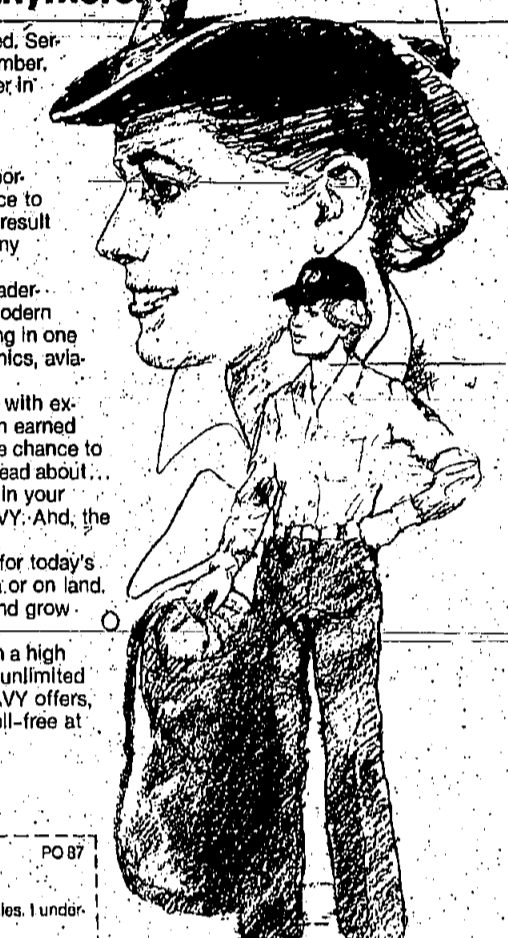 ed. Ser-
mber,
er in
por-
ce to
result
ny
ader-
odern
ng in one
nics, avia-
with ex-
n earned
e chance to
ead about...
in your
VY. And, the
for today's
a or on land.
nd grow
n a high
unlimited
AVY offers,
ll-free at
PO 87
les. I under-